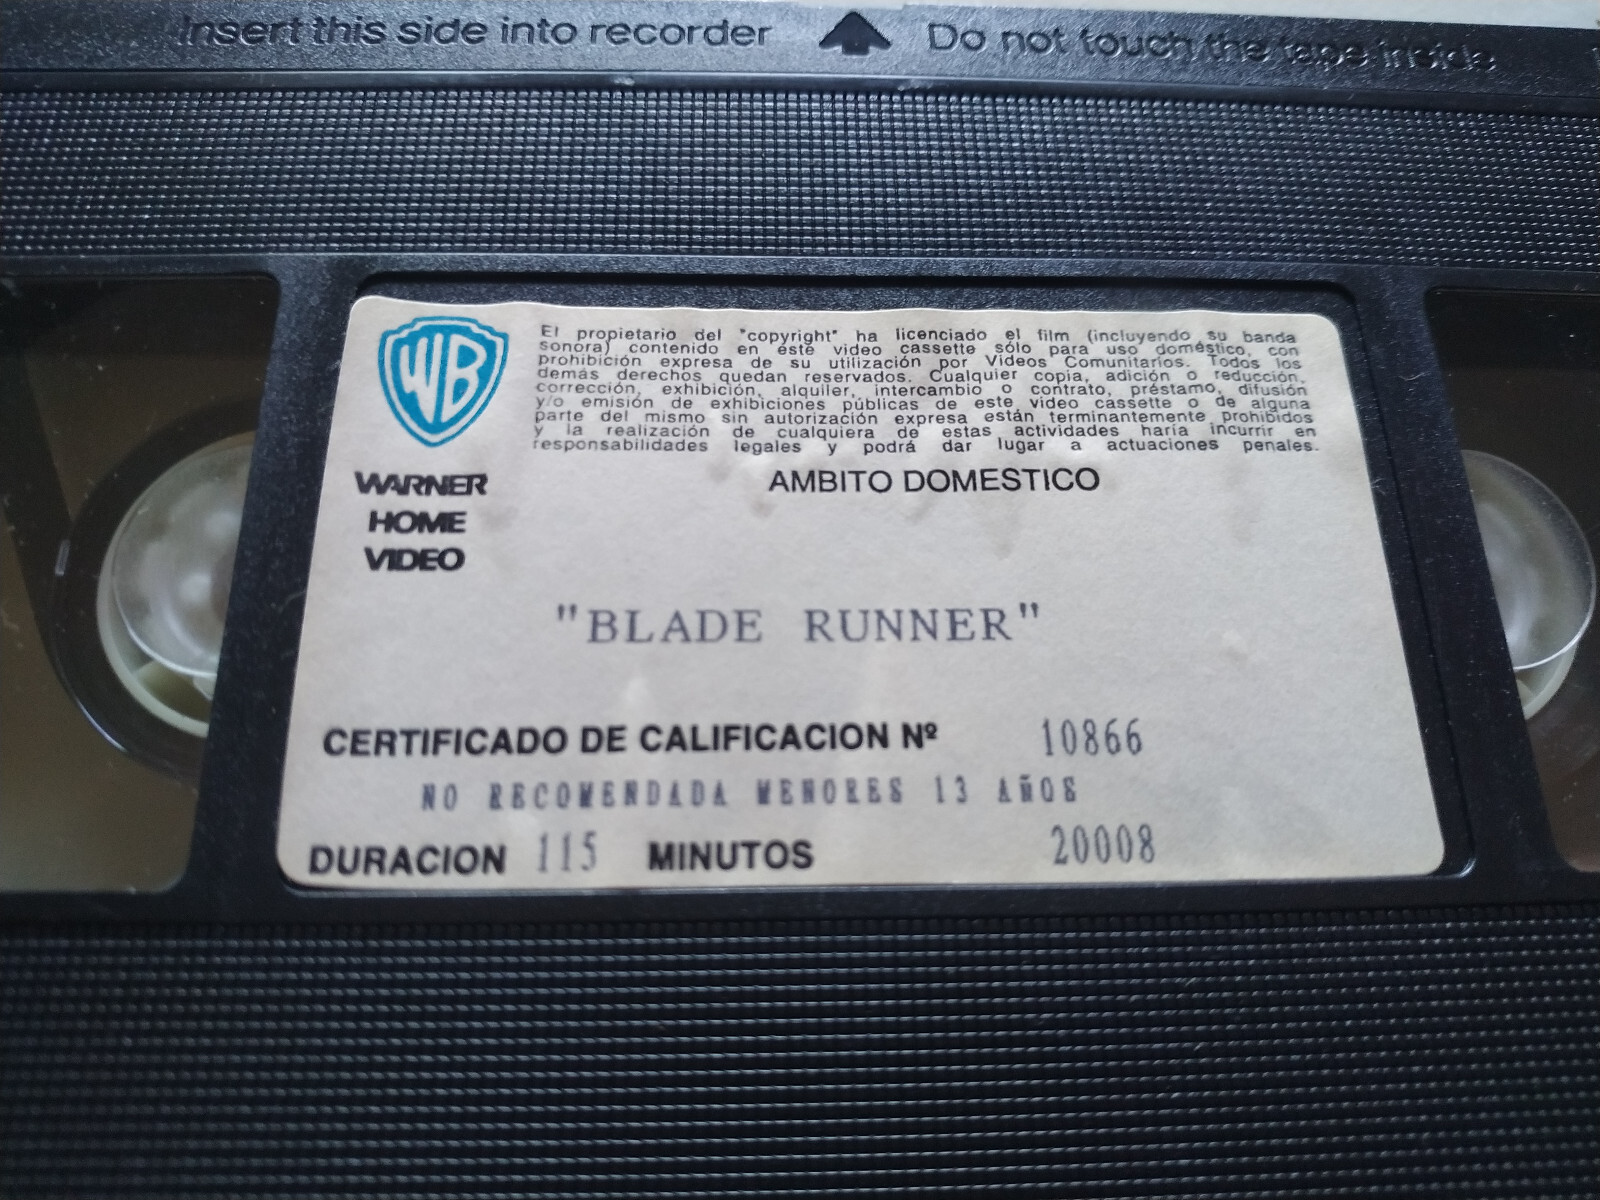 Insert this side into recorder Do not touch the tape inside
WB
El propietario del "copyright" ha licenciado el film (incluyendo su banda
sonora) contenido en este video cassette sólo para uso doméstico, con
prohibición expresa de su utilización por Videos Comunitarios. Todos los
demás derechos quedan reservados. Cualquier copia, adición o reducción,
corrección, exhibición, alquiler, intercambio o contrato, préstamo, difusión
y/o emisión de exhibiciones públicas de este video cassette o de alguna
parte del mismo sin autorización expresa están terminantemente prohibidos
y la realización de cualquiera de estas actividades haría incurrir en
responsabilidades legales y podrá dar lugar a actuaciones penales.
WARNER
HOME
VIDEO
AMBITO DOMESTICO
"BLADE RUNNER"
CERTIFICADO DE CALIFICACION Nº 10866
NO RECOMENDADA MENORES 13 AÑOS
DURACION 115 MINUTOS 20008